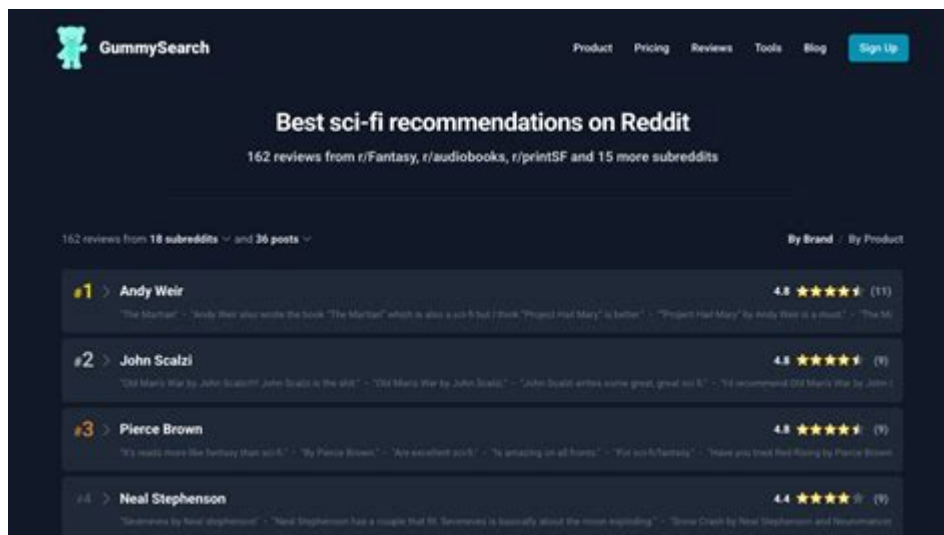 GummySearch
Product Pricing Reviews Tools Blog Sign Up
Best sci-fi recommendations on Reddit
162 reviews from r/Fantasy, r/audiobooks, r/printSF and 15 more subreddits
162 reviews from 18 subreddits and 36 posts By Brand / By Product
#1 Andy Weir 4.8 (11)
"The Martian" - "Andy Weir also wrote the book "The Martian" which is also a sci-fi but I think "Project Hail Mary" is better." - "Project Hail Mary" by Andy Weir is a must." - "The M
#2 John Scalzi 4.8 (9)
"Old Man's War by John Scalzi!!! John Scalzi is the shit." - "Old Man's War by John Scalzi." - "John Scalzi writes some great, great sci fi." - "I'd recommend Old Man's War by John
#3 Pierce Brown 4.8 (9)
"It's reads more like fantasy than sci-fi." - "By Pierce Brown." - "Are excellent sci-fi." - "Is amazing on all fronts." - "For sci-fi/fantasy" - "Have you tried Red Rising by Pierce Brown
#4 Neal Stephenson 4.4 (9)
"Seveneves by Neal stephenson" - "Neal Stephenson has a couple that fit. Seveneves is basically about the moon exploding." - "Snow Crash by Neal Stephenson and Neuromancer